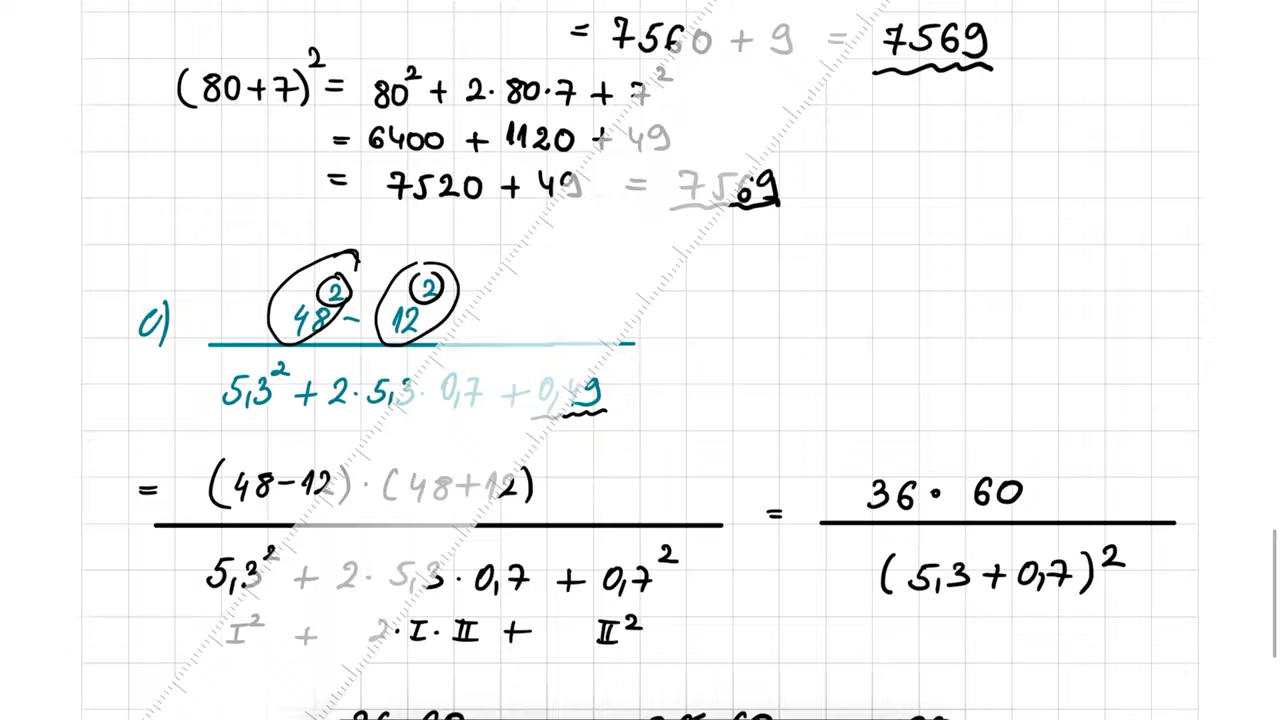 = 7560 + 9 = 7569
(80+7)² = 80² + 2·80·7 + 7²
= 6400 + 1120 + 49
= 7520 + 49 = 7569
c) 48² - 12²
5,3² + 2·5,3·0,7 + 0,49
= (48-12)·(48+12)
5,3² + 2·5,3·0,7 + 0,7²
I² + 2·I·II + II²
= 36·60
(5,3+0,7)²